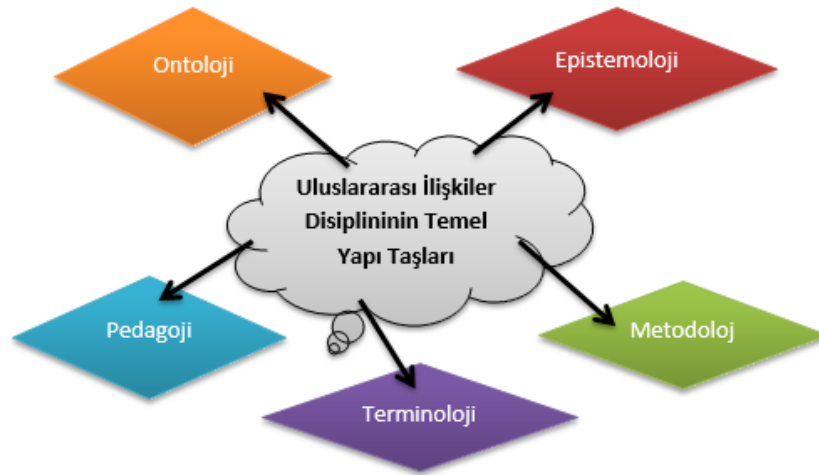 Ontoloji
Epistemoloji
Uluslararası İlişkiler
Disiplininin Temel
Yapı Taşları
Pedagoji
Metodoloj
Terminoloji